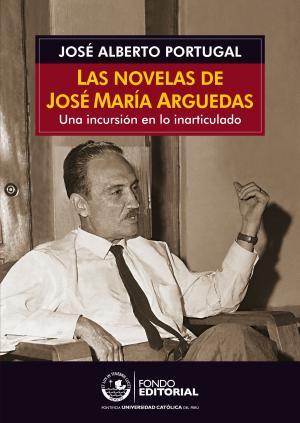 JOSÉ ALBERTO PORTUGAL
LAS NOVELAS DE
JOSÉ MARÍA ARGUEDAS
Una incursión en lo inarticulado
FONDO
EDITORIAL
PONTIFICIA UNIVERSIDAD CATÓLICA DEL PERÚ